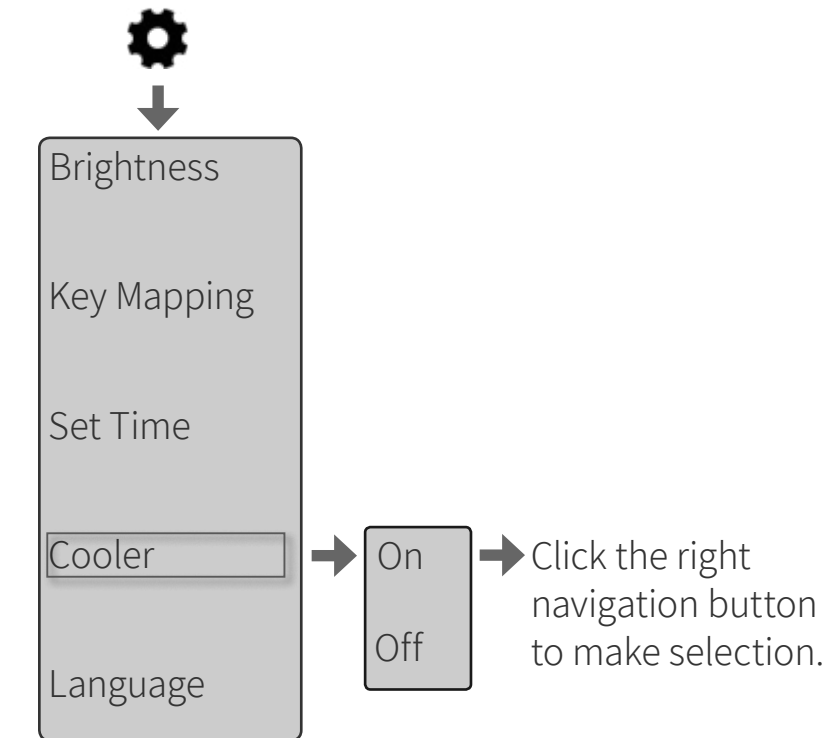 Brightness
Key Mapping
Set Time
Cooler
On
Off
Click the right
navigation button
to make selection.
Language